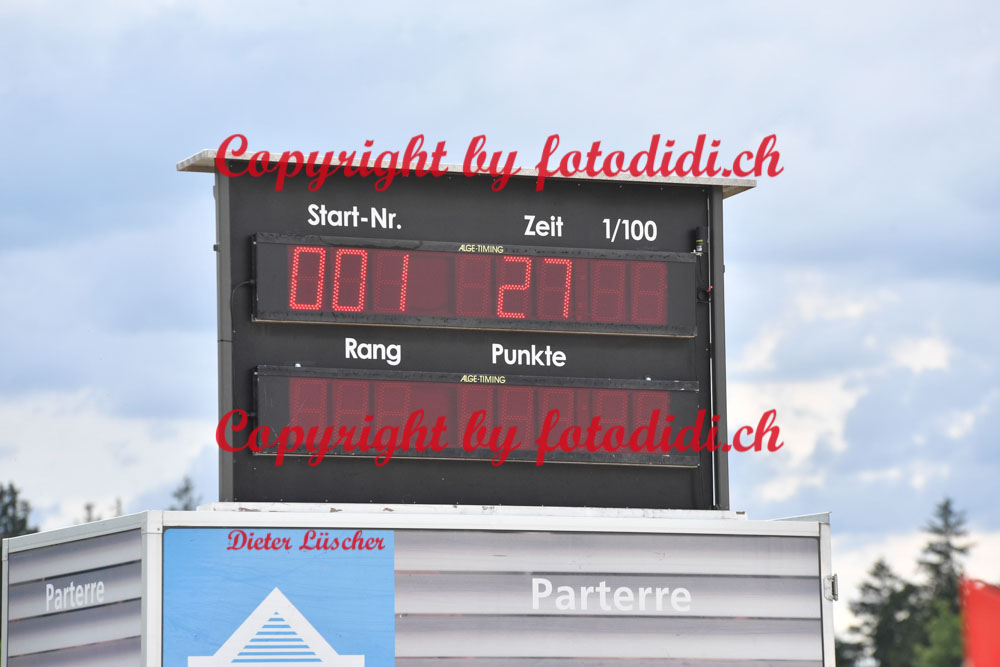 Copyright by fotodidi.ch
Start-Nr. Zeit 1/100
ALGE-TIMING
001 27
Rang Punkte
ALGE-TIMING
Copyright by fotodidi.ch
Dieter Lüscher
Parterre Parterre